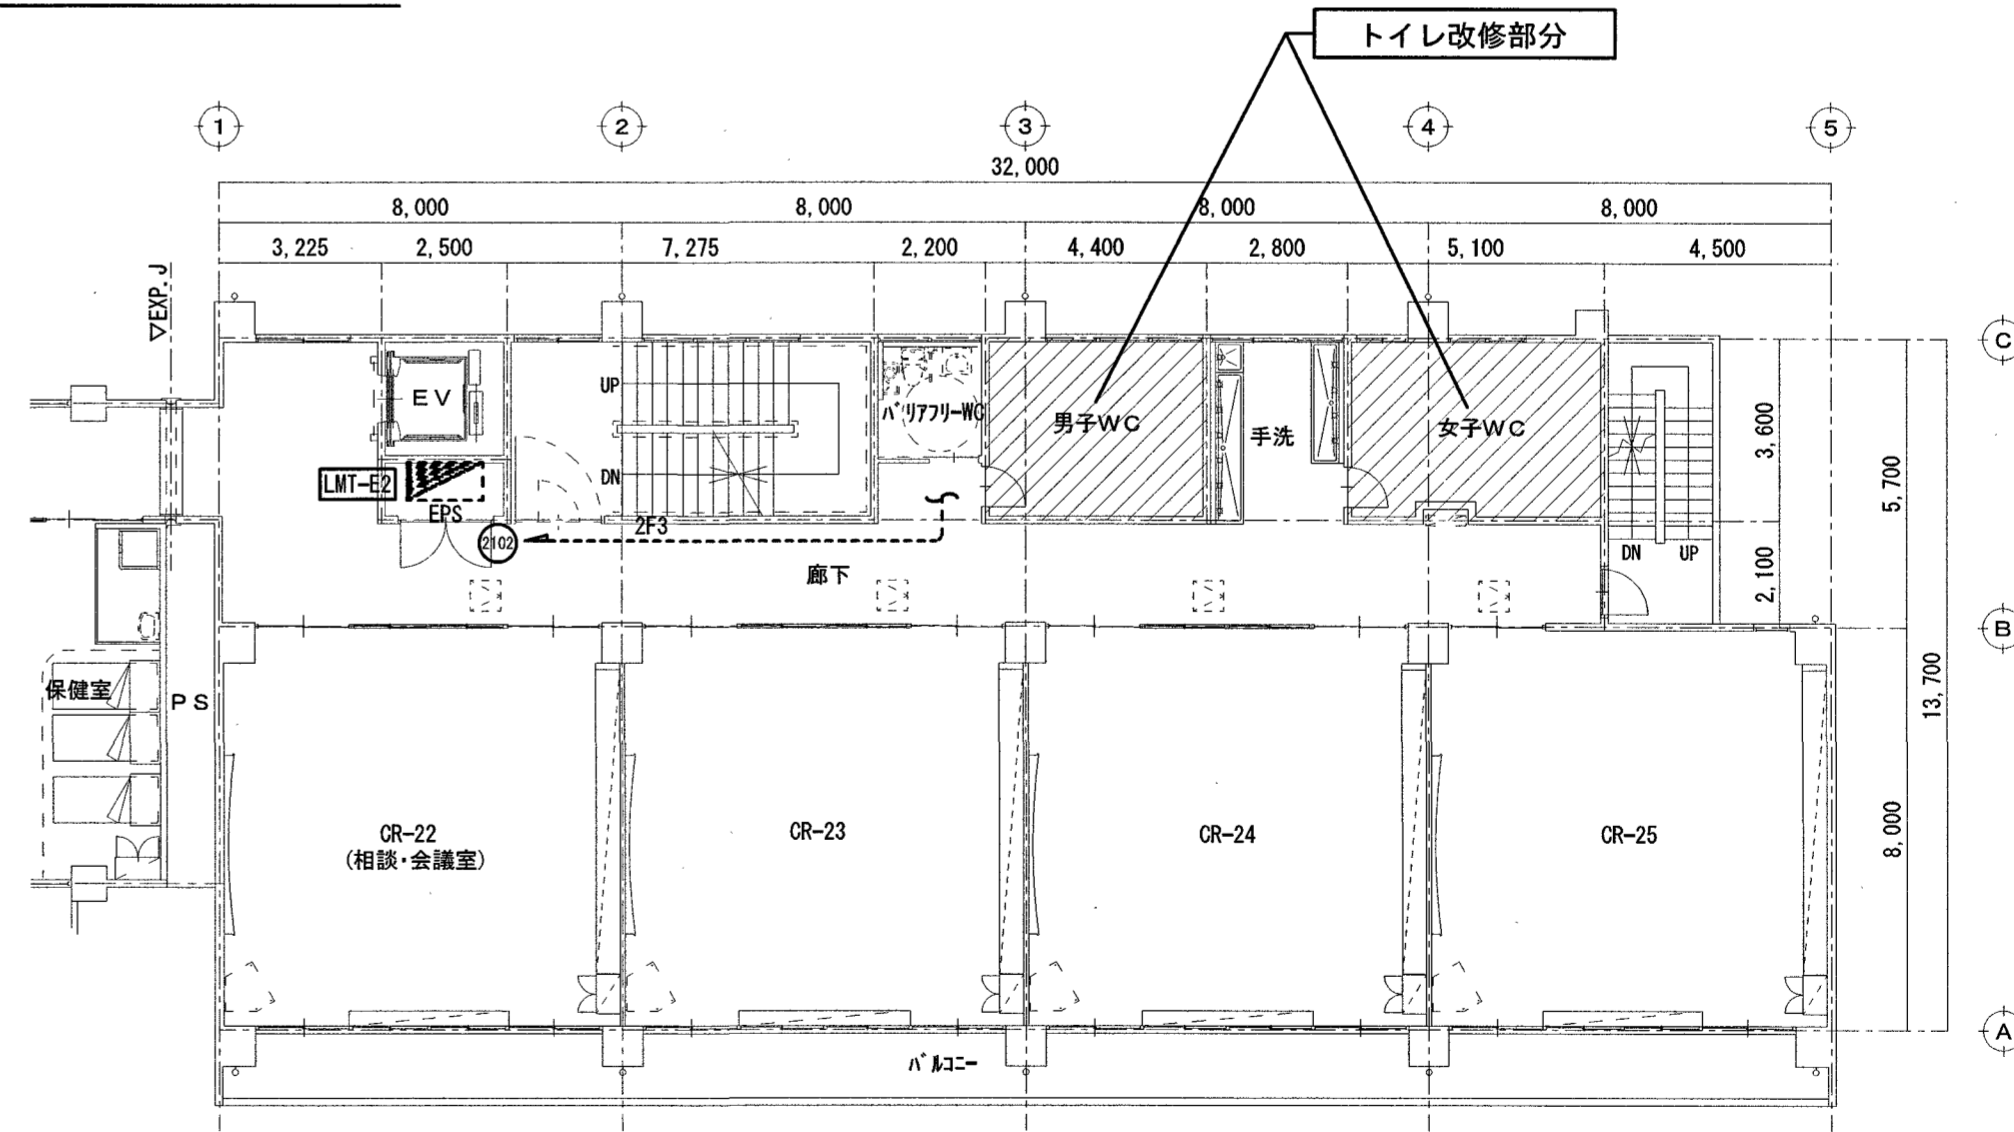 トイレ改修部分
1
2
3
4
5
32,000
8,000
8,000
8,000
8,000
3,225
2,500
7,275
2,200
4,400
2,800
5,100
4,500
▽EXP.J
C
EV
UP
DN
バリアフリーWC
男子WC
手洗
女子WC
3,600
5,700
LMT-E2
EPS
2102
2F3
DN
UP
2,100
廊下
B
保健室
PS
13,700
CR-22
(相談・会議室)
CR-23
CR-24
CR-25
8,000
A
バルコニー